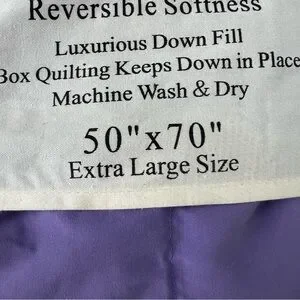 Reversible Softness
Luxurious Down Fill
Box Quilting Keeps Down in Place
Machine Wash & Dry
50"x70"
Extra Large Size